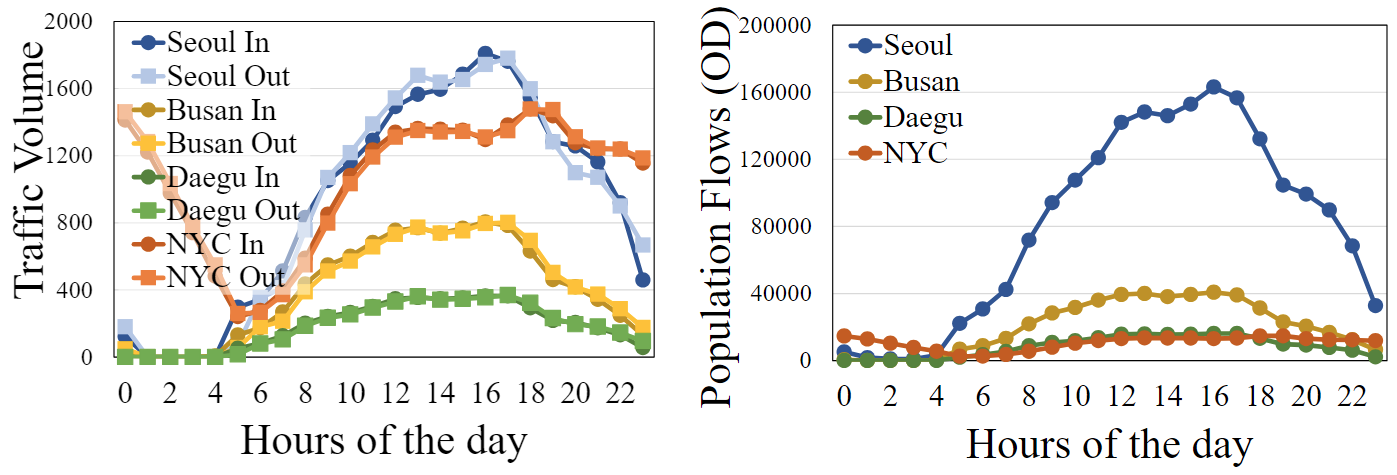 Traffic Volume
2000
1600
1200
800
400
0
Seoul In
Seoul Out
Busan In
Busan Out
Daegu In
Daegu Out
NYC In
NYC Out
0 2 4 6 8 10 12 14 16 18 20 22
Hours of the day
Population Flows (OD)
200000
160000
120000
80000
40000
0
Seoul
Busan
Daegu
NYC
0 2 4 6 8 10 12 14 16 18 20 22
Hours of the day